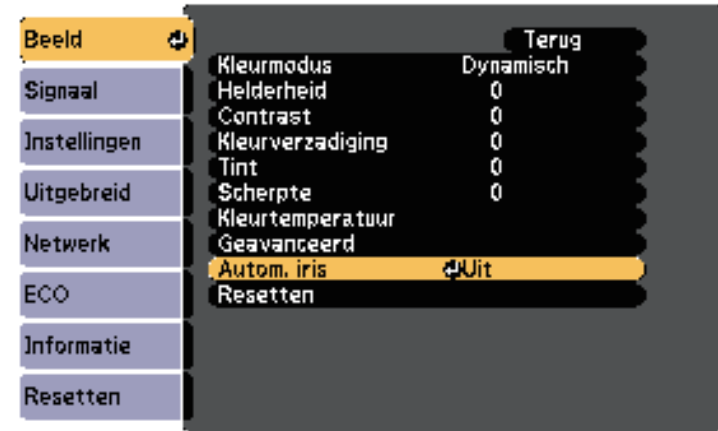 Beeld
Signaal
Instellingen
Uitgebreid
Netwerk
ECO
Informatie
Resetten
Terug
Kleurmodus Dynamisch
Helderheid 0
Contrast 0
Kleurverzadiging 0
Tint 0
Scherpte 0
Kleurtemperatuur
Geavanceerd
Autom. iris Uit
Resetten